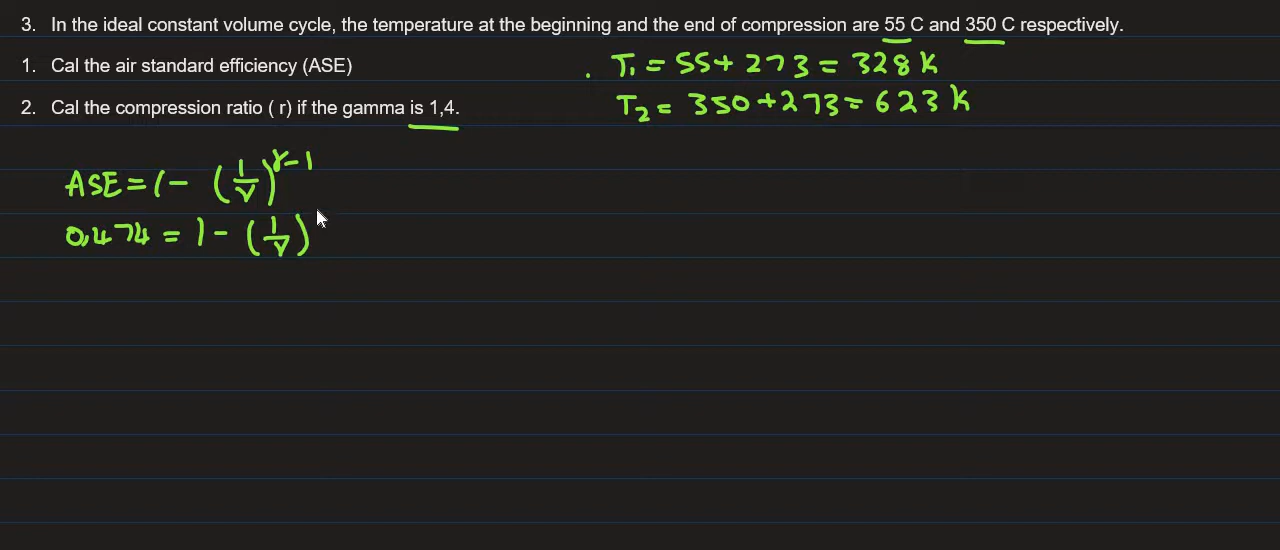 3. In the ideal constant volume cycle, the temperature at the beginning and the end of compression are 55 C and 350 C respectively.
1. Cal the air standard efficiency (ASE)
. T₁ = 55 + 273 = 328 K
2. Cal the compression ratio ( r) if the gamma is 1,4.
T₂ = 350 + 273 = 623 K
ASE = 1 - (1/r)^γ-1
0,474 = 1 - (1/r)